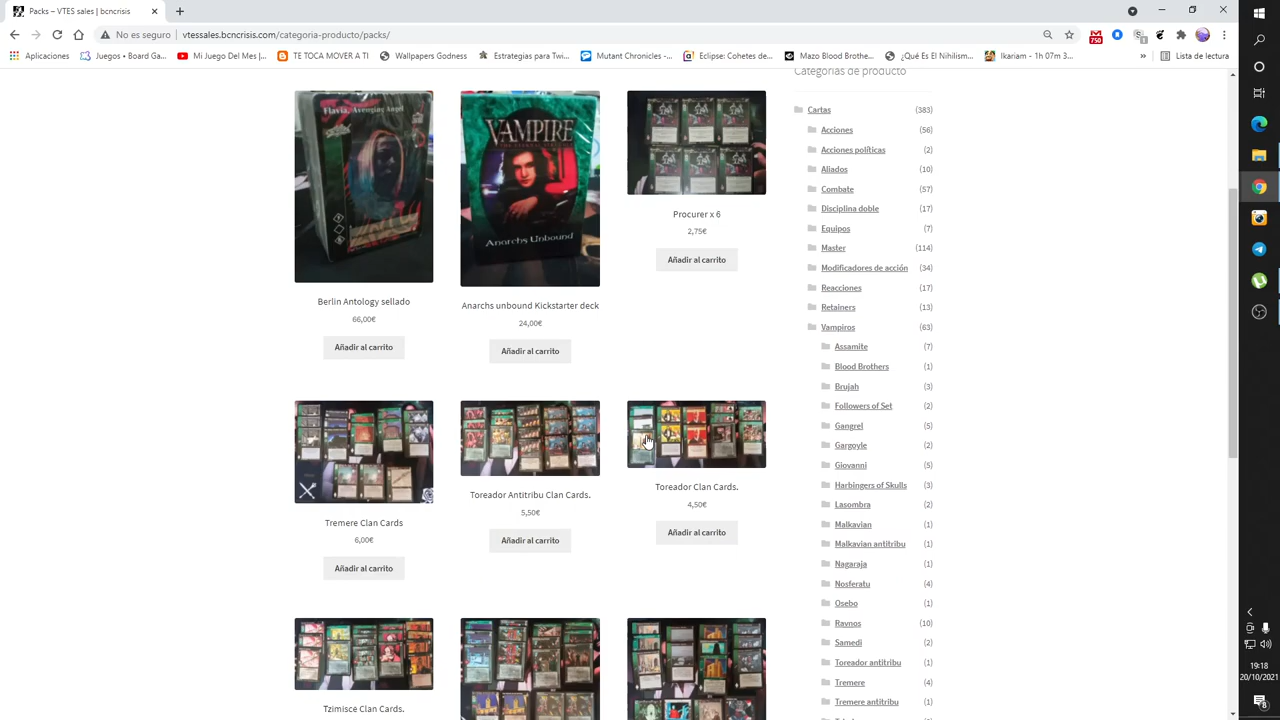 Packs – VTES sales | bcncrisis.com
No es seguro | vtessales.bcncrisis.com/categoria-producto/packs/
750
1
Aplicaciones
Juegos • Board Ga...
Mi Juego Del Mes |...
TE TOCA MOVER A TI
Wallpapers Godness
Estrategias para Twi...
Mutant Chronicles -...
Eclipse: Cohetes de...
Mazo Blood Brothe...
¿Qué Es El Nihilism...
Ikariam - 1h 07m 3...
»
Lista de lectura
Flavia, Avenging Angel
VAMPIRE
THE ETERNAL STRUGGLE
Anarchs Unbound
Berlin Antology sellado
66,00€
Añadir al carrito
Anarchs unbound Kickstarter deck
24,00€
Añadir al carrito
Procurer x 6
2,75€
Añadir al carrito
Tremere Clan Cards
6,00€
Añadir al carrito
Toreador Antitribu Clan Cards.
5,50€
Añadir al carrito
Toreador Clan Cards.
4,50€
Añadir al carrito
Tzimisce Clan Cards.
Categorías de producto
Cartas (383)
Acciones (56)
Acciones políticas (2)
Aliados (10)
Combate (57)
Disciplina doble (17)
Equipos (7)
Master (114)
Modificadores de acción (34)
Reacciones (17)
Retainers (13)
Vampiros (63)
Assamite (7)
Blood Brothers (1)
Brujah (3)
Followers of Set (2)
Gangrel (5)
Gargoyle (2)
Giovanni (5)
Harbingers of Skulls (3)
Lasombra (2)
Malkavian (1)
Malkavian antitribu (1)
Nagaraja (1)
Nosferatu (4)
Osebo (1)
Ravnos (10)
Samedi (2)
Toreador antitribu (1)
Tremere (4)
Tremere antitribu (1)
19:18
20/10/2021